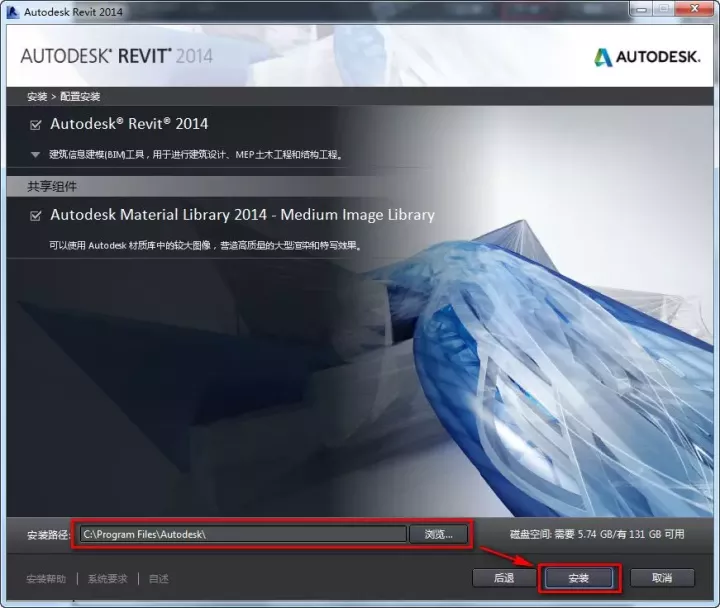 Autodesk Revit 2014
AUTODESK® REVIT® 2014
AUTODESK.
安装 > 配置安装
Autodesk® Revit® 2014
建筑信息建模(BIM)工具，用于进行建筑设计、MEP 土木工程和结构工程。
共享组件
Autodesk Material Library 2014 - Medium Image Library
可以使用 Autodesk 材质库中的较大图像，营造高质量的大型渲染和特写效果。
安装路径: C:\Program Files\Autodesk\ 浏览... 磁盘空间: 需要 5.74 GB/有 131 GB 可用
安装帮助 | 系统要求 | 自述 后退 安装 取消